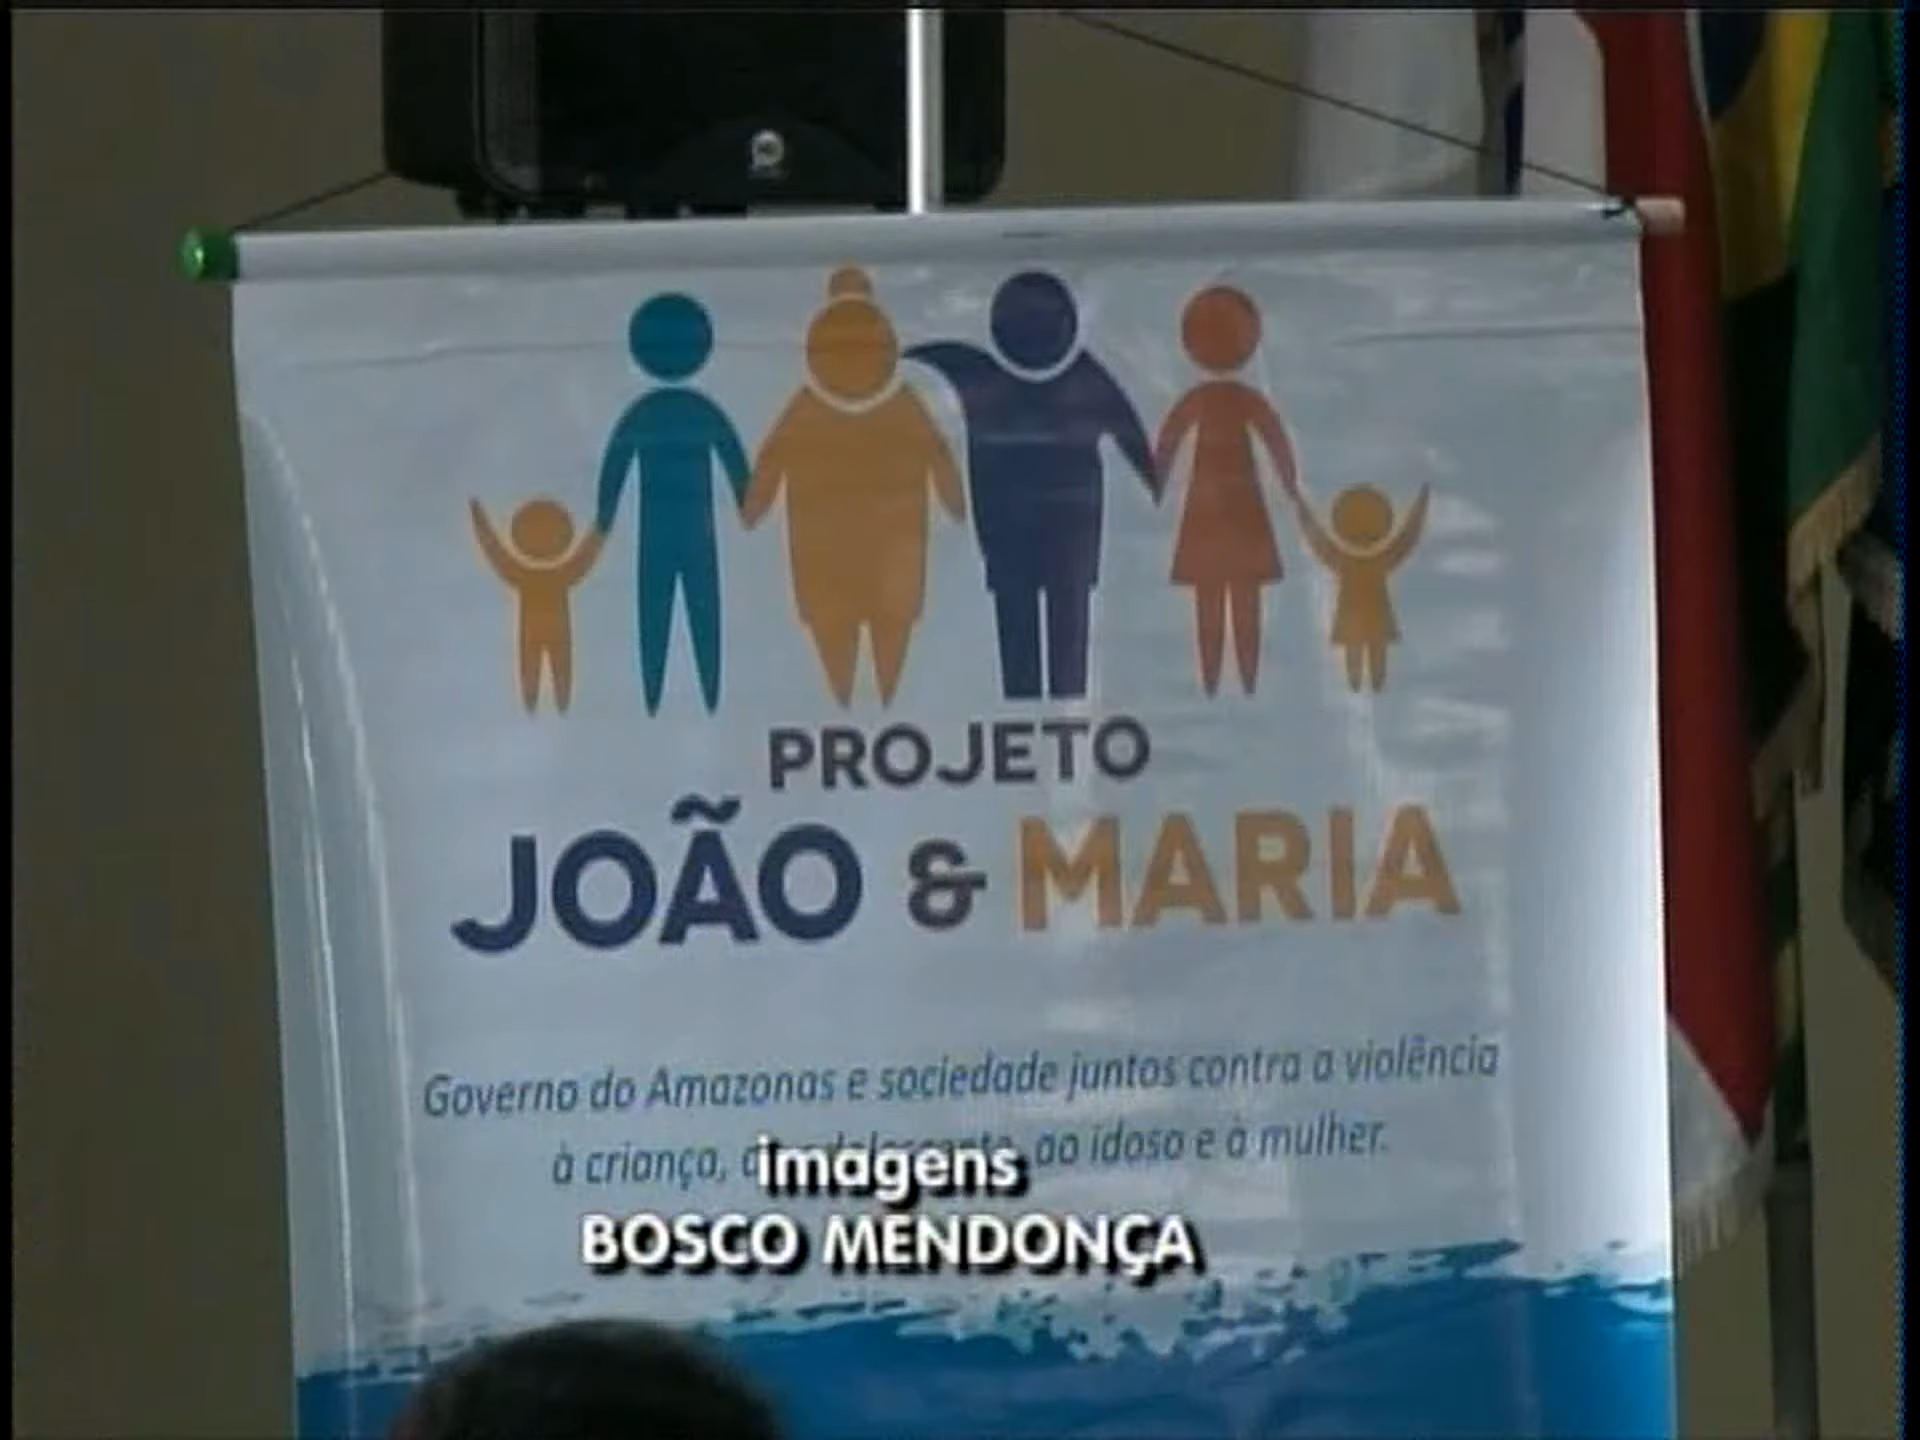 PROJETO
JOÃO & MARIA
Governo do Amazonas e sociedade juntos contra a violência
à criança, ao idoso e à mulher.
imagens
BOSCO MENDONÇA